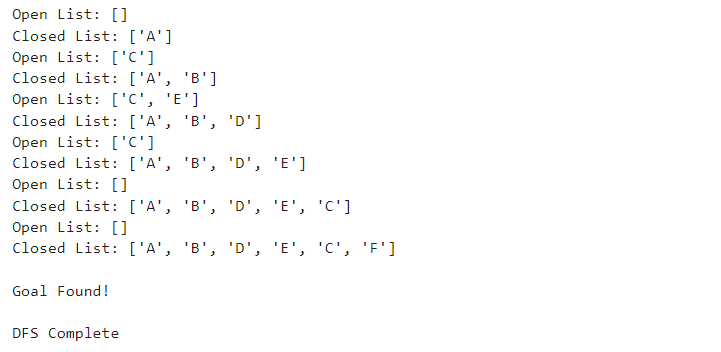 Open List: []
Closed List: ['A']
Open List: ['C']
Closed List: ['A', 'B']
Open List: ['C', 'E']
Closed List: ['A', 'B', 'D']
Open List: ['C']
Closed List: ['A', 'B', 'D', 'E']
Open List: []
Closed List: ['A', 'B', 'D', 'E', 'C']
Open List: []
Closed List: ['A', 'B', 'D', 'E', 'C', 'F']
Goal Found!
DFS Complete